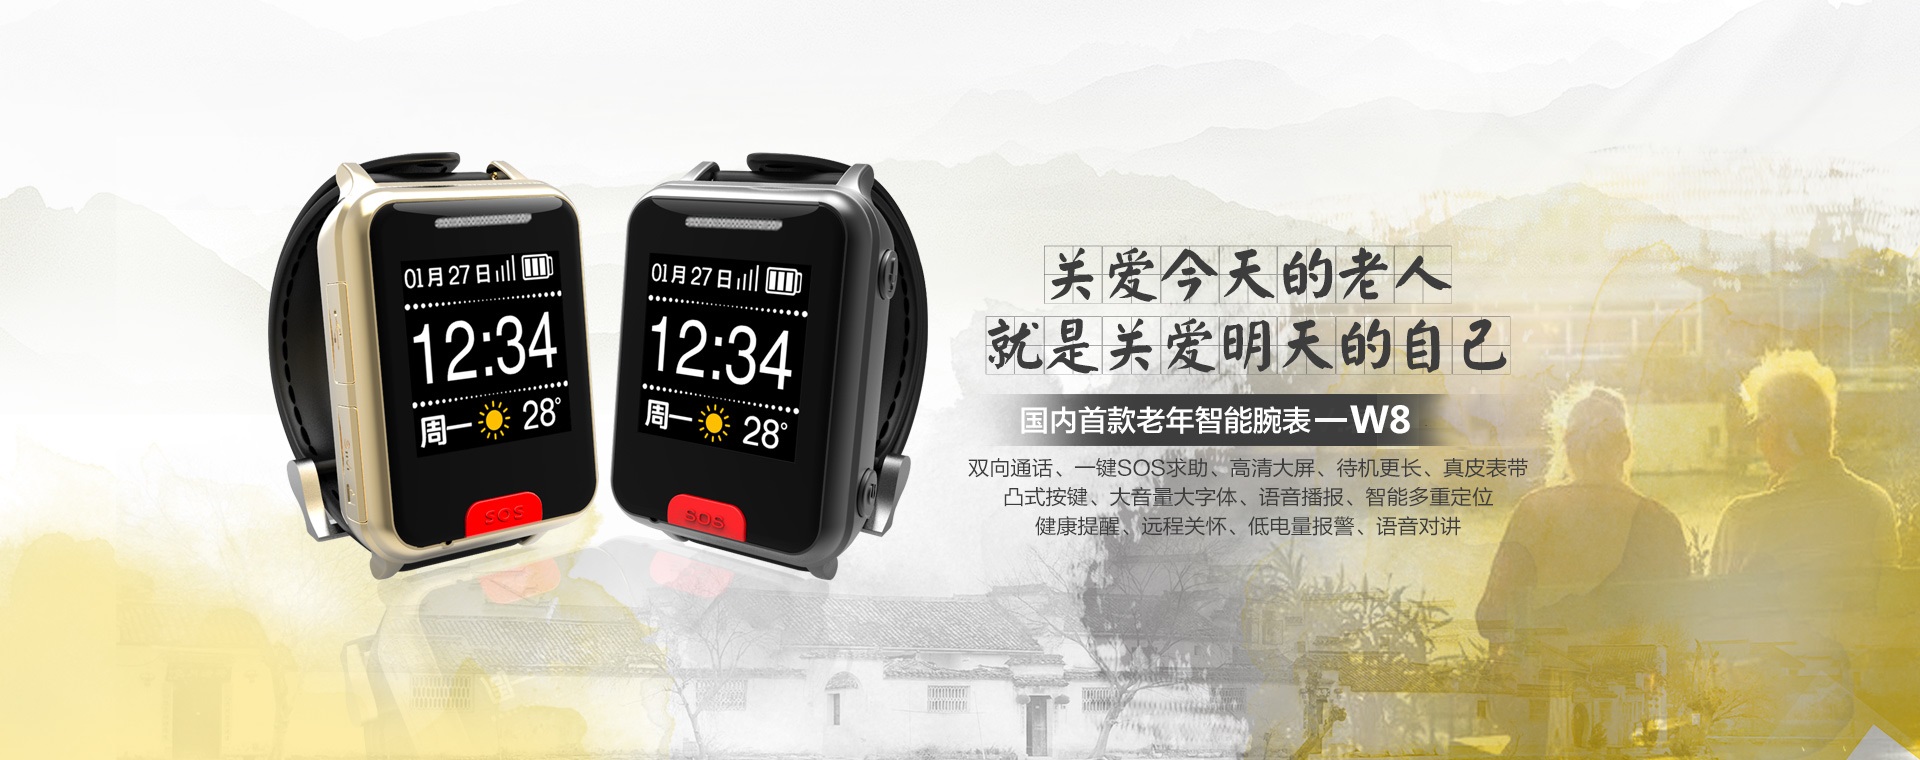 01月27日
12:34
周一 28°
SOS
01月27日
12:34
周一 28°
SOS
关爱今天的老人
就是关爱明天的自己
国内首款老年智能腕表—W8
双向通话、一键SOS求助、高清大屏、待机更长、真皮表带
凸式按键、大音量大字体、语音播报、智能多重定位
健康提醒、远程关怀、低电量报警、语音对讲